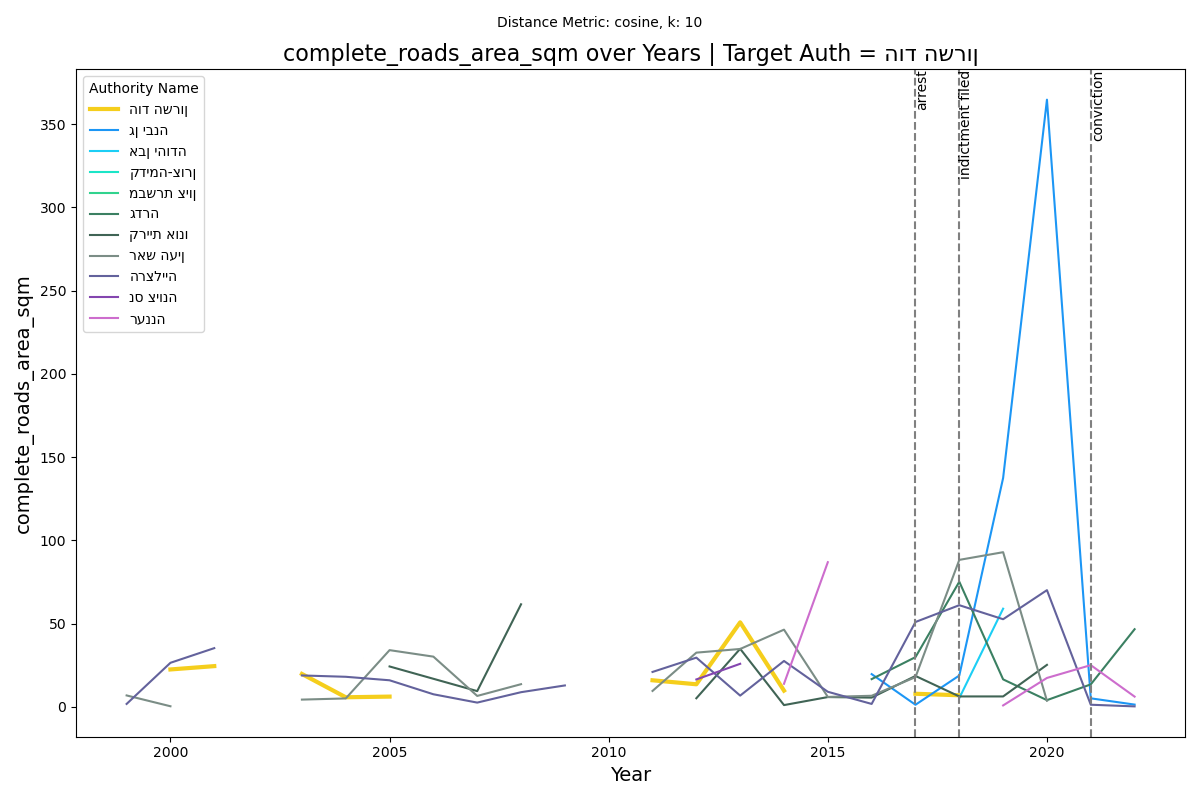 Distance Metric: cosine, k: 10
complete_roads_area_sqm over Years | Target Auth = הוד השרון
Authority Name
הוד השרון
גן יבנה
אבן יהודה
קדימה-צורן
מבשרת ציון
גדרה
קריית אונו
ראש העין
הרצלייה
נס ציונה
רעננה
arrest
indictment filed
conviction
complete_roads_area_sqm
350
300
250
200
150
100
50
0
2000 2005 2010 2015 2020
Year